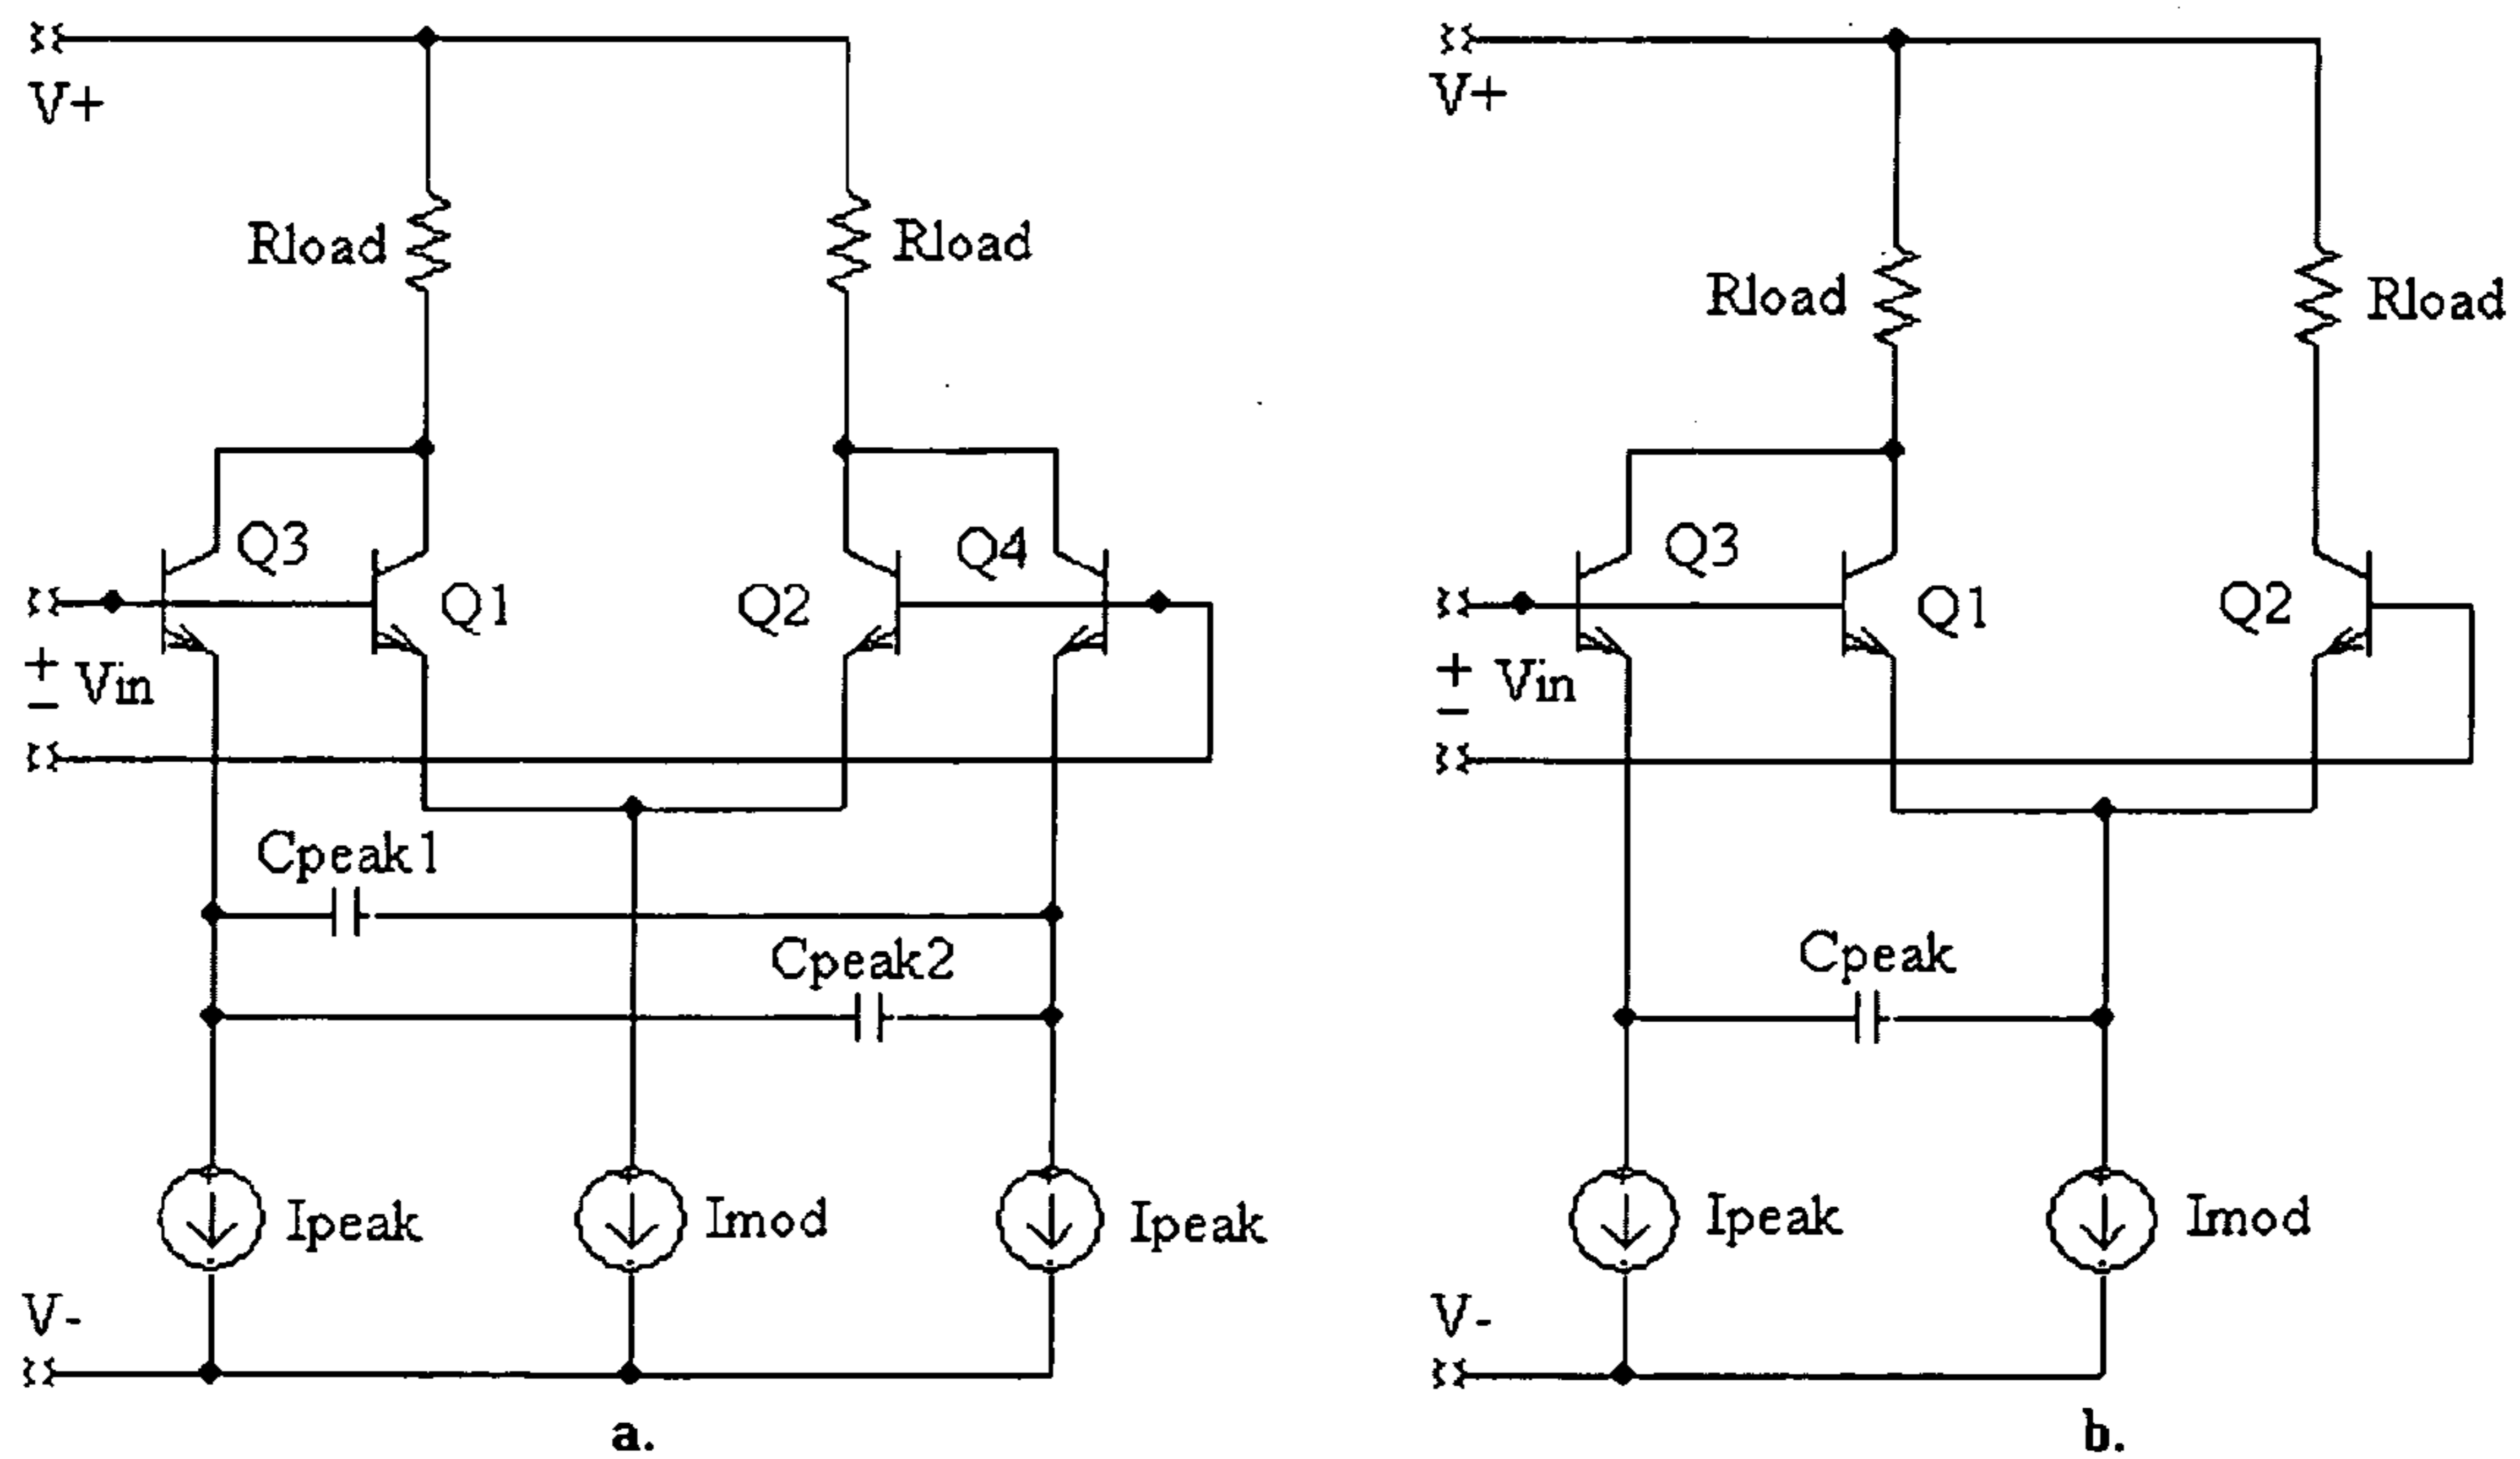 V+
Rload
Rload
Q3
Q1
Q2
Q4
+
-
Vin
Cpeak1
Cpeak2
Ipeak
Imod
Ipeak
V-
a.
V+
Rload
Rload
Q3
Q1
Q2
+
-
Vin
Cpeak
Ipeak
Imod
V-
b.